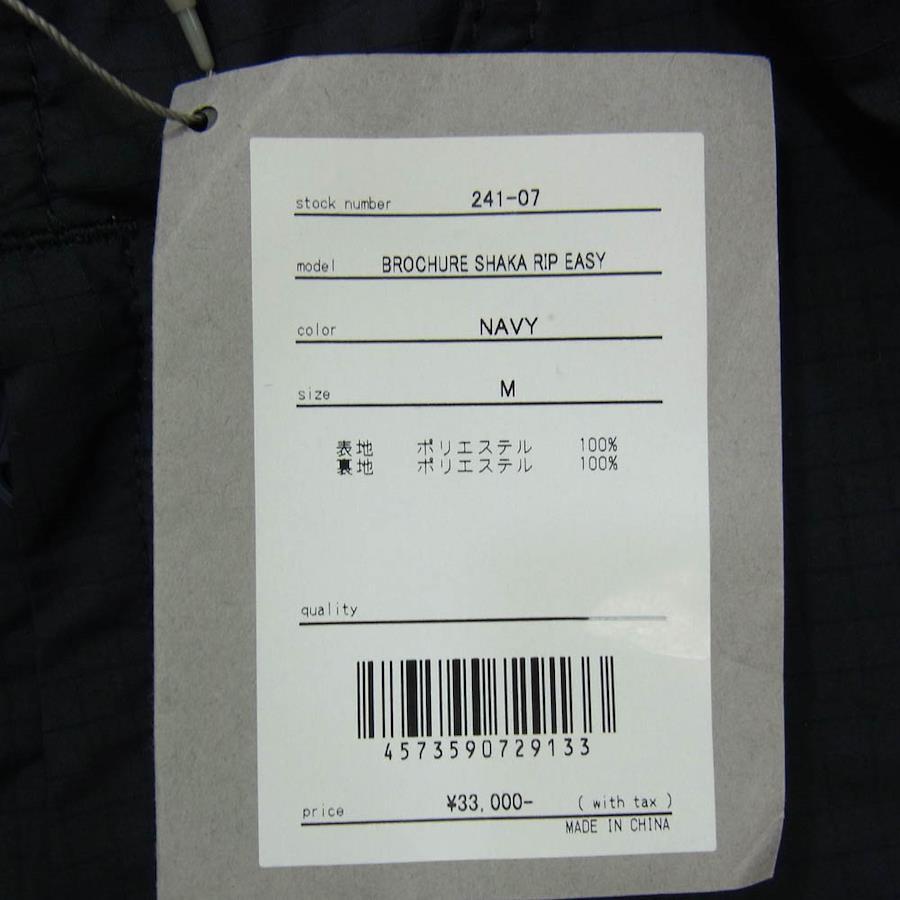 stock number 241-07
model BROCHURE SHAKA RIP EASY
color NAVY
size M
表地 ポリエステル 100%
裏地 ポリエステル 100%
quality
4573590729133
price ¥33,000- ( with tax )
MADE IN CHINA